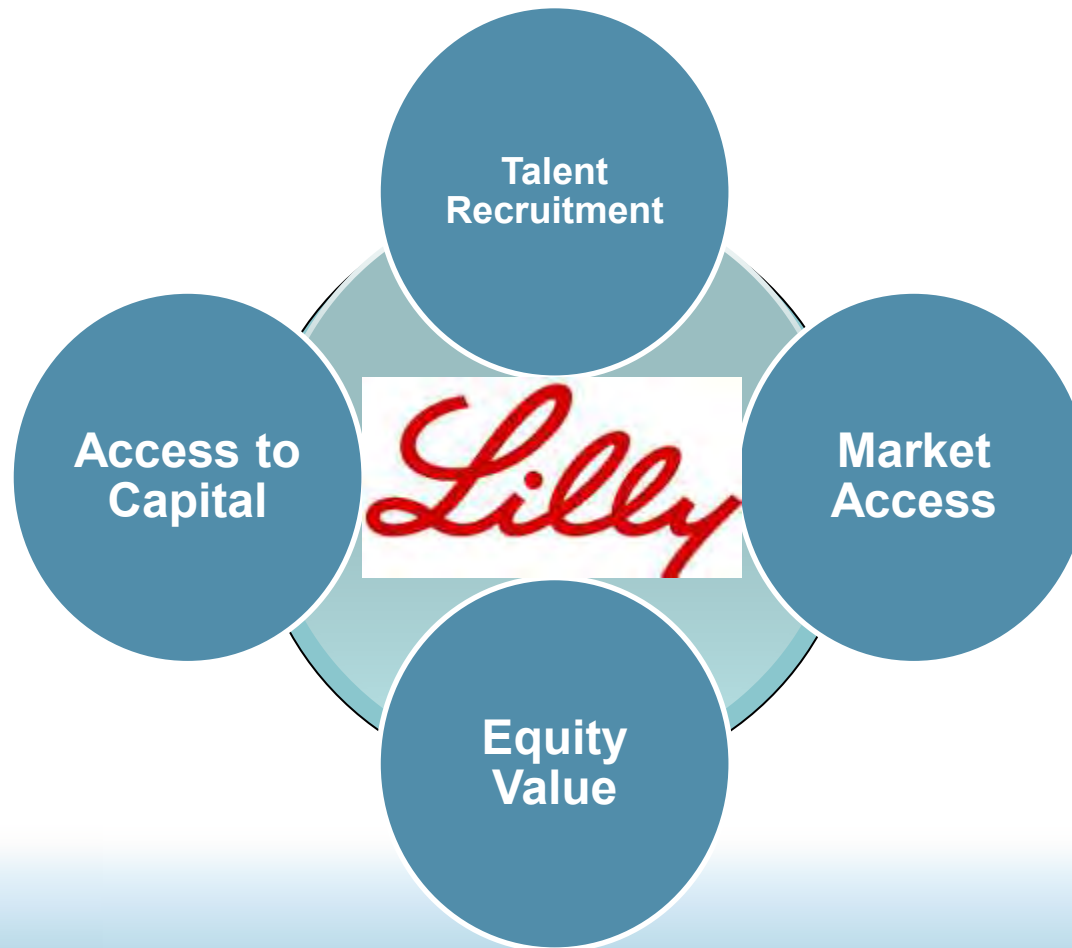 Talent
Recruitment
Access to
Capital
Lilly
Market
Access
Equity
Value